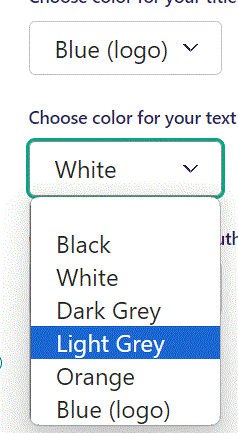 Choose color for your title
Blue (logo)
Choose color for your text
White
Black
White
Dark Grey
Light Grey
Orange
Blue (logo)